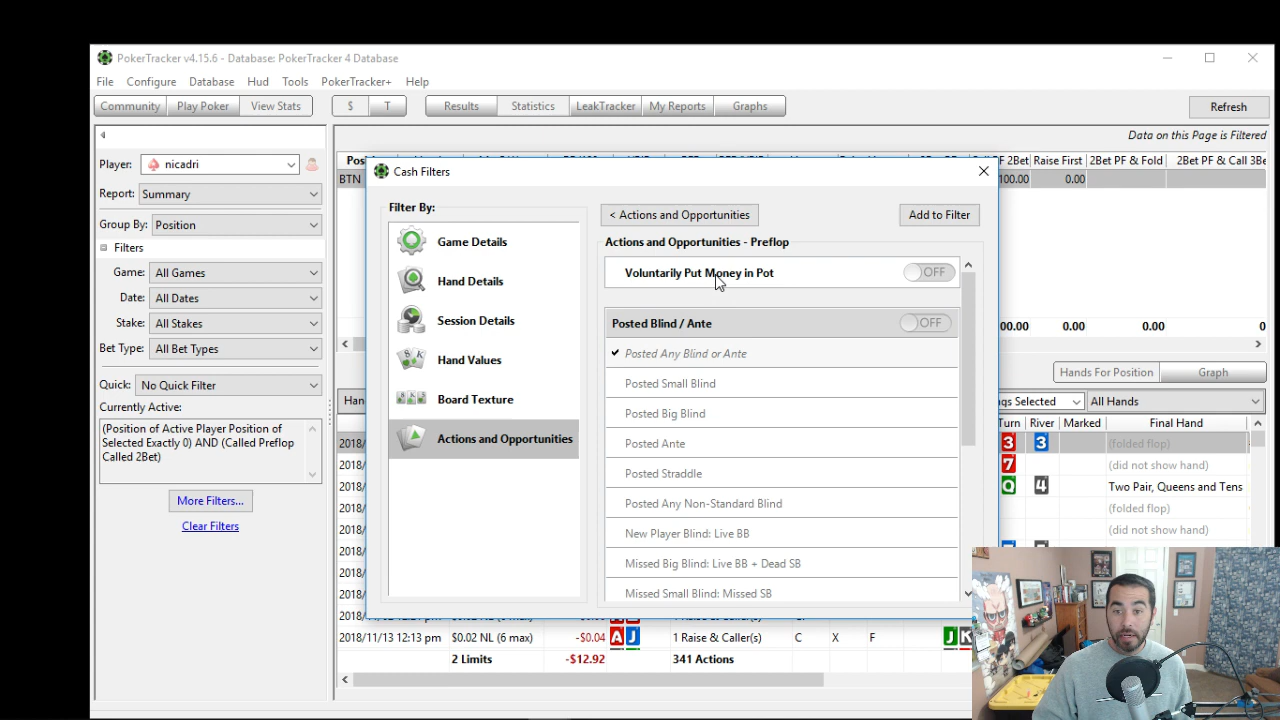 PokerTracker v4.15.6 - Database: PokerTracker 4 Database
File Configure Database Hud Tools PokerTracker+ Help
Community Play Poker View Stats $ T Results Statistics LeakTracker My Reports Graphs Refresh
Data on this Page is Filtered
Player: nicadri
Report: Summary
Group By: Position
Filters
Game: All Games
Date: All Dates
Stake: All Stakes
Bet Type: All Bet Types
Quick: No Quick Filter
Currently Active:
(Position of Active Player Position of
Selected Exactly 0) AND (Called Preflop
Called 2Bet)
More Filters...
Clear Filters
2Bet Raise First 2Bet PF & Fold 2Bet PF & Call 3Be
BTN 100.00 0.00
00.00 0.00 0.00 0
Cash Filters
Filter By:
Game Details
Hand Details
Session Details
Hand Values
Board Texture
Actions and Opportunities
< Actions and Opportunities Add to Filter
Actions and Opportunities - Preflop
Voluntarily Put Money in Pot OFF
Posted Blind / Ante OFF
Posted Any Blind or Ante
Posted Small Blind
Posted Big Blind
Posted Ante
Posted Straddle
Posted Any Non-Standard Blind
New Player Blind: Live BB
Missed Big Blind: Live BB + Dead SB
Missed Small Blind: Missed SB
Hands For Position Graph
Selected All Hands
Turn River Marked Final Hand
3 3 (folded flop)
7 (did not show hand)
Q 4 Two Pair, Queens and Tens
(folded flop)
(did not show hand)
2018/11/13 12:13 pm $0.02 NL (6 max) -$0.04 A J 1 Raise & Caller(s) C X F J K
2 Limits -$12.92 341 Actions